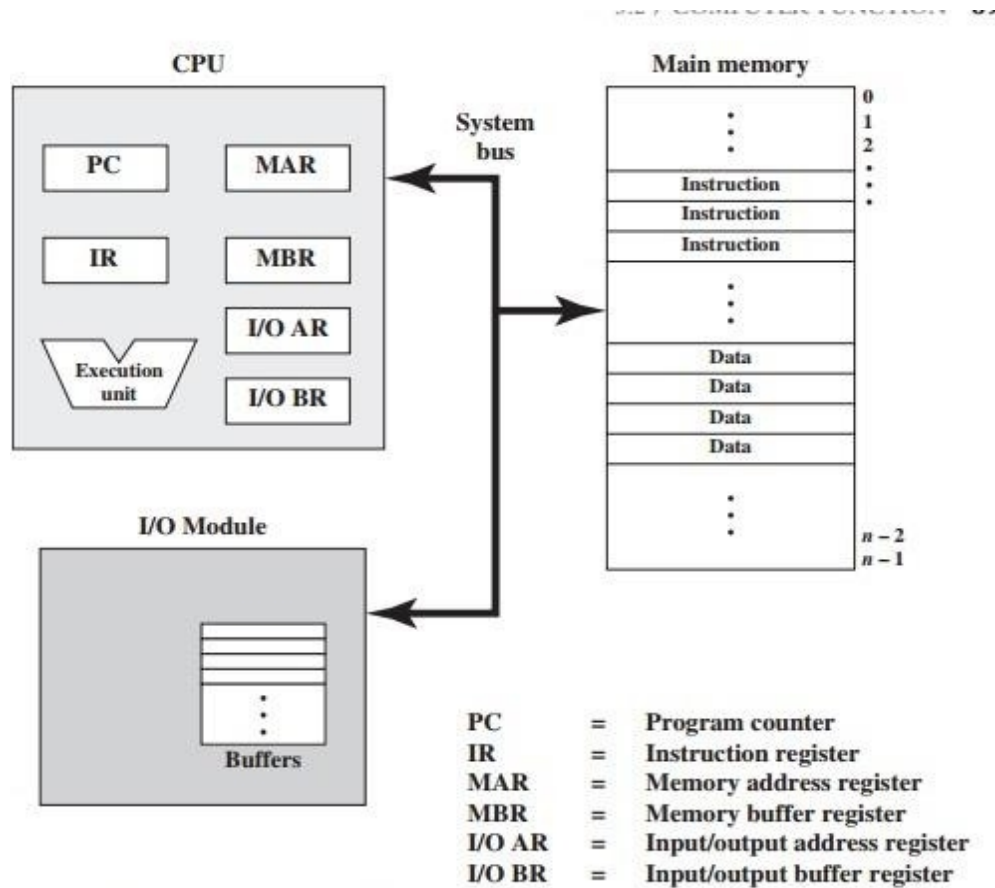 CPU
Main memory
System
bus
PC
MAR
IR
MBR
I/O AR
I/O BR
Execution
unit
0
1
2
Instruction
Instruction
Instruction
Data
Data
Data
Data
n – 2
n – 1
I/O Module
Buffers
PC = Program counter
IR = Instruction register
MAR = Memory address register
MBR = Memory buffer register
I/O AR = Input/output address register
I/O BR = Input/output buffer register